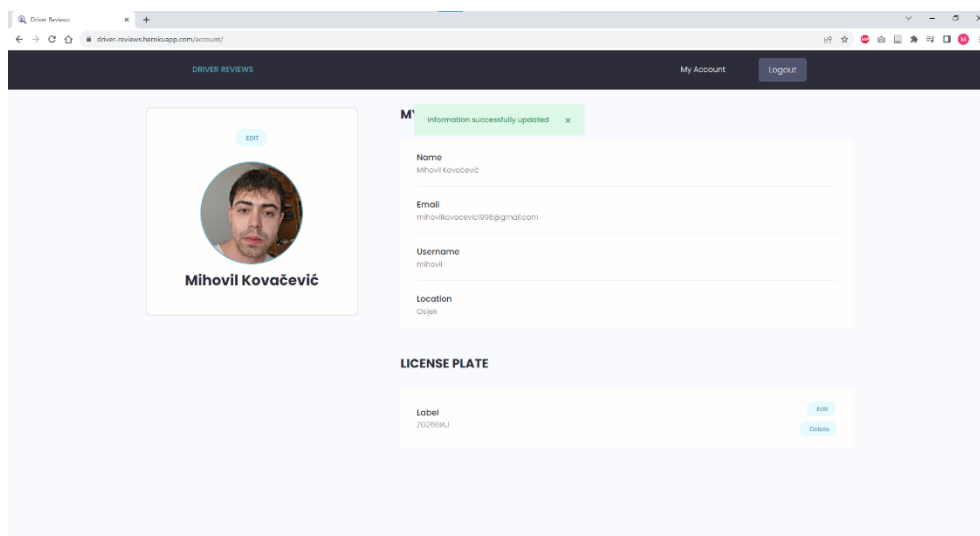 Driver Reviews
driver-reviews.herokuapp.com/account/
DRIVER REVIEWS
My Account
Logout
EDIT
Mihovil Kovačević
MY
Information successfully updated x
Name
Mihovil Kovačević
Email
mihovilkovacevic1998@gmail.com
Username
mihovil
Location
Osijek
LICENSE PLATE
Label
Edit
Delete